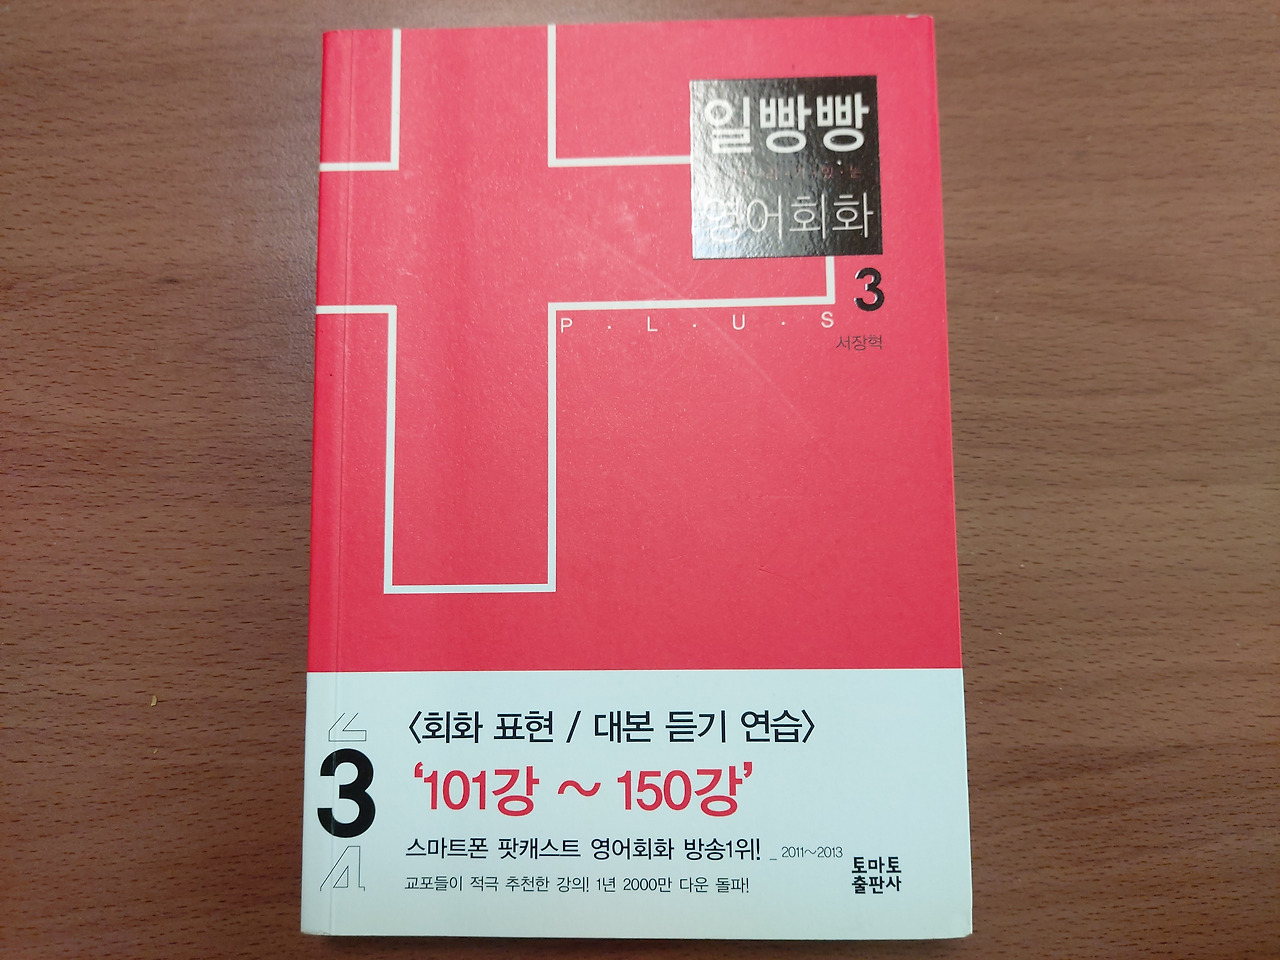 일빵빵
영어회화
3
P·L·U·S
서장혁
<회화 표현 / 대본 듣기 연습>
'101강 ~ 150강'
3
스마트폰 팟캐스트 영어회화 방송1위! _ 2011~2013
교포들이 적극 추천한 강의! 1년 2000만 다운 돌파!
토마토
출판사